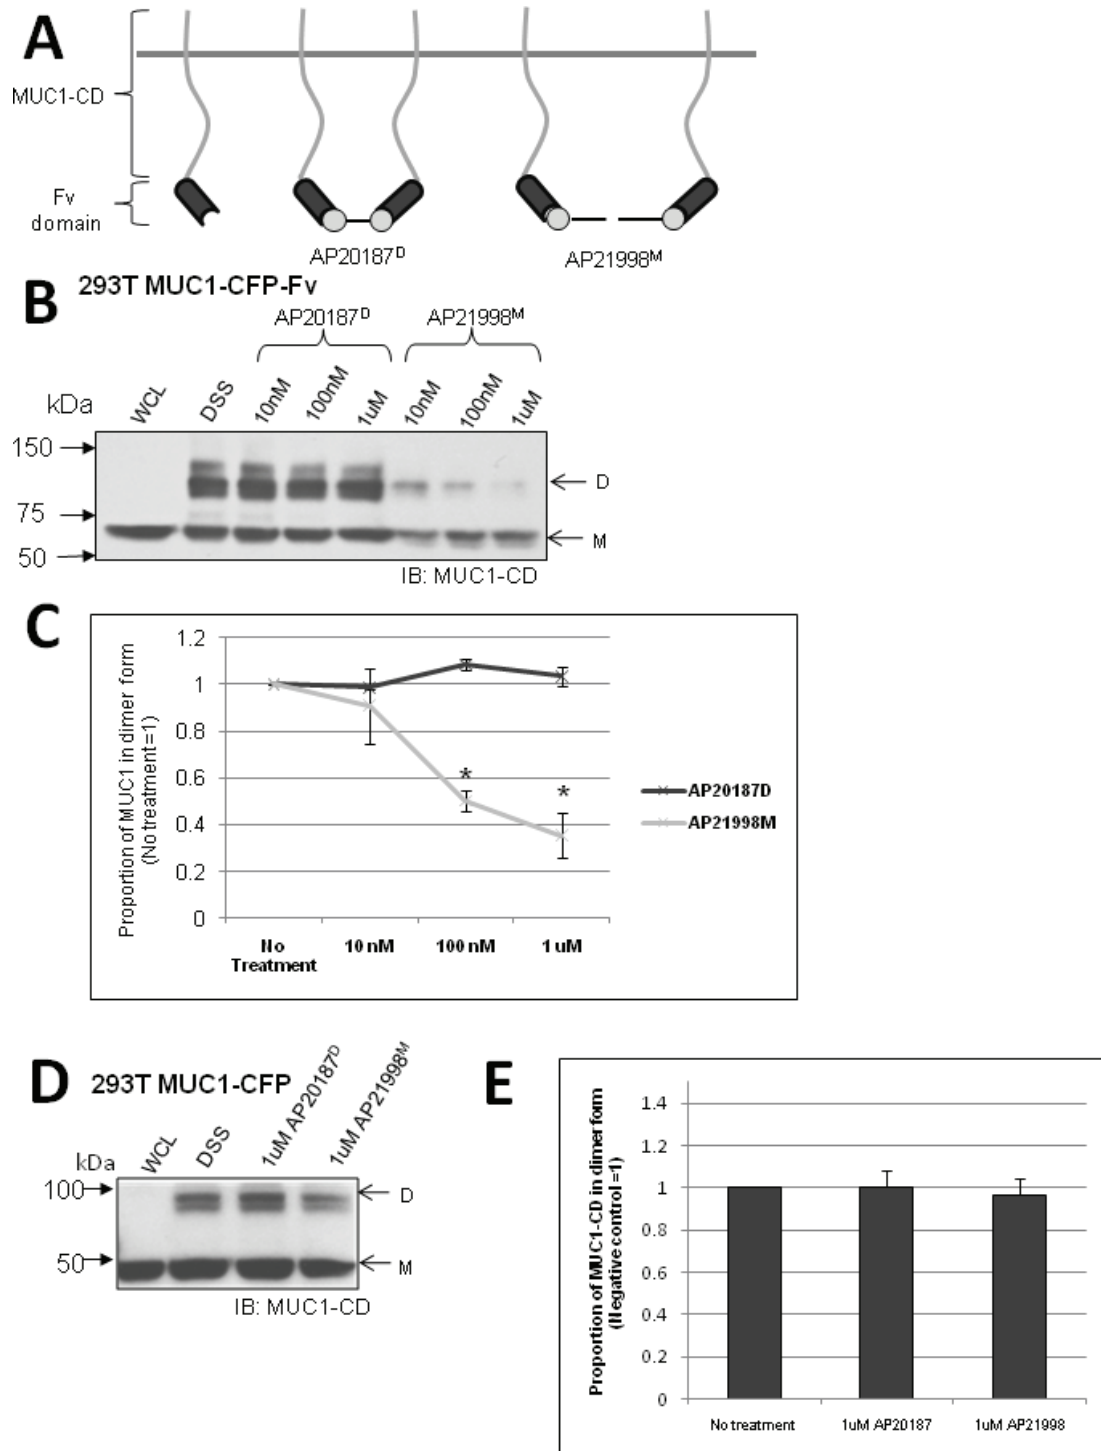 A
MUC1-CD
Fv
domain
AP20187ᴰ
AP21998ᴹ
B
293T MUC1-CFP-Fv
AP20187ᴰ
AP21998ᴹ
kDa
WCL
DSS
10nM
100nM
1uM
10nM
100nM
1uM
150
75
50
D
M
IB: MUC1-CD
C
Proportion of MUC1 in dimer form
(No treatment=1)
1.2
1
0.8
0.6
0.4
0.2
0
*
*
No
Treatment
10 nM
100 nM
1 uM
AP20187D
AP21998M
D
293T MUC1-CFP
kDa
WCL
DSS
1uM AP20187ᴰ
1uM AP21998ᴹ
100
50
D
M
IB: MUC1-CD
E
Proportion of MUC1-CD in dimer form
(Negative control =1)
1.4
1.2
1
0.8
0.6
0.4
0.2
0
No treatment
1uM AP20187
1uM AP21998